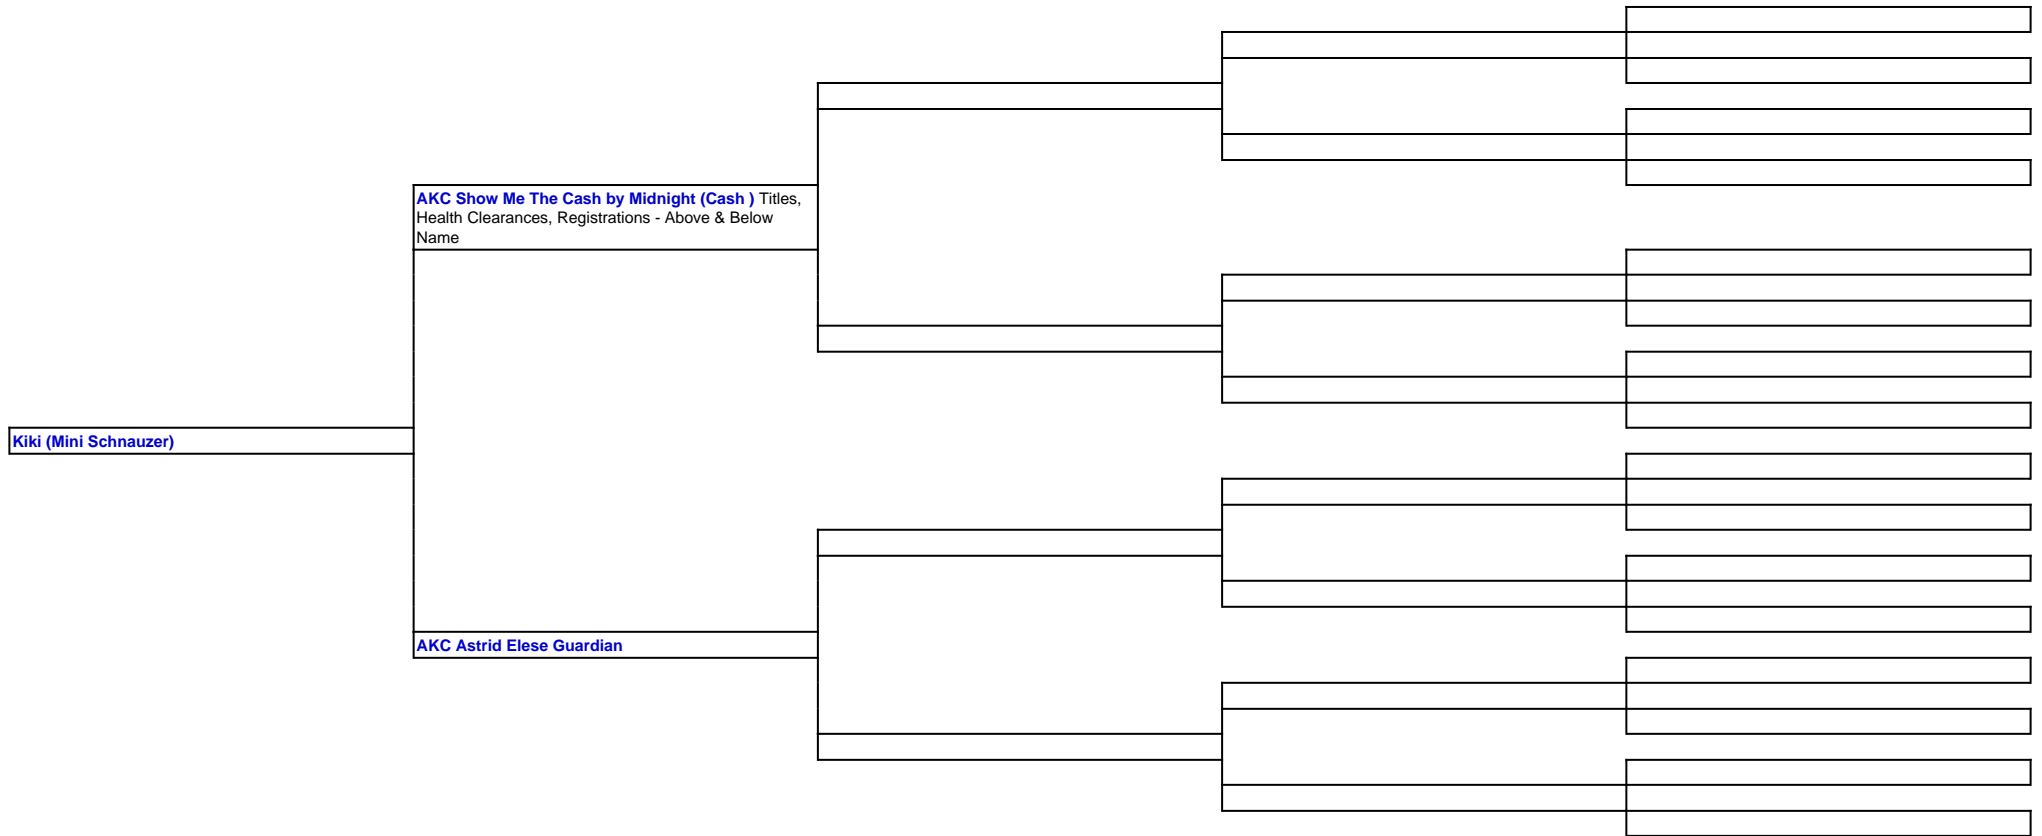 AKC Show Me The Cash by Midnight (Cash ) Titles,
Health Clearances, Registrations - Above & Below
Name
Kiki (Mini Schnauzer)
AKC Astrid Elese Guardian